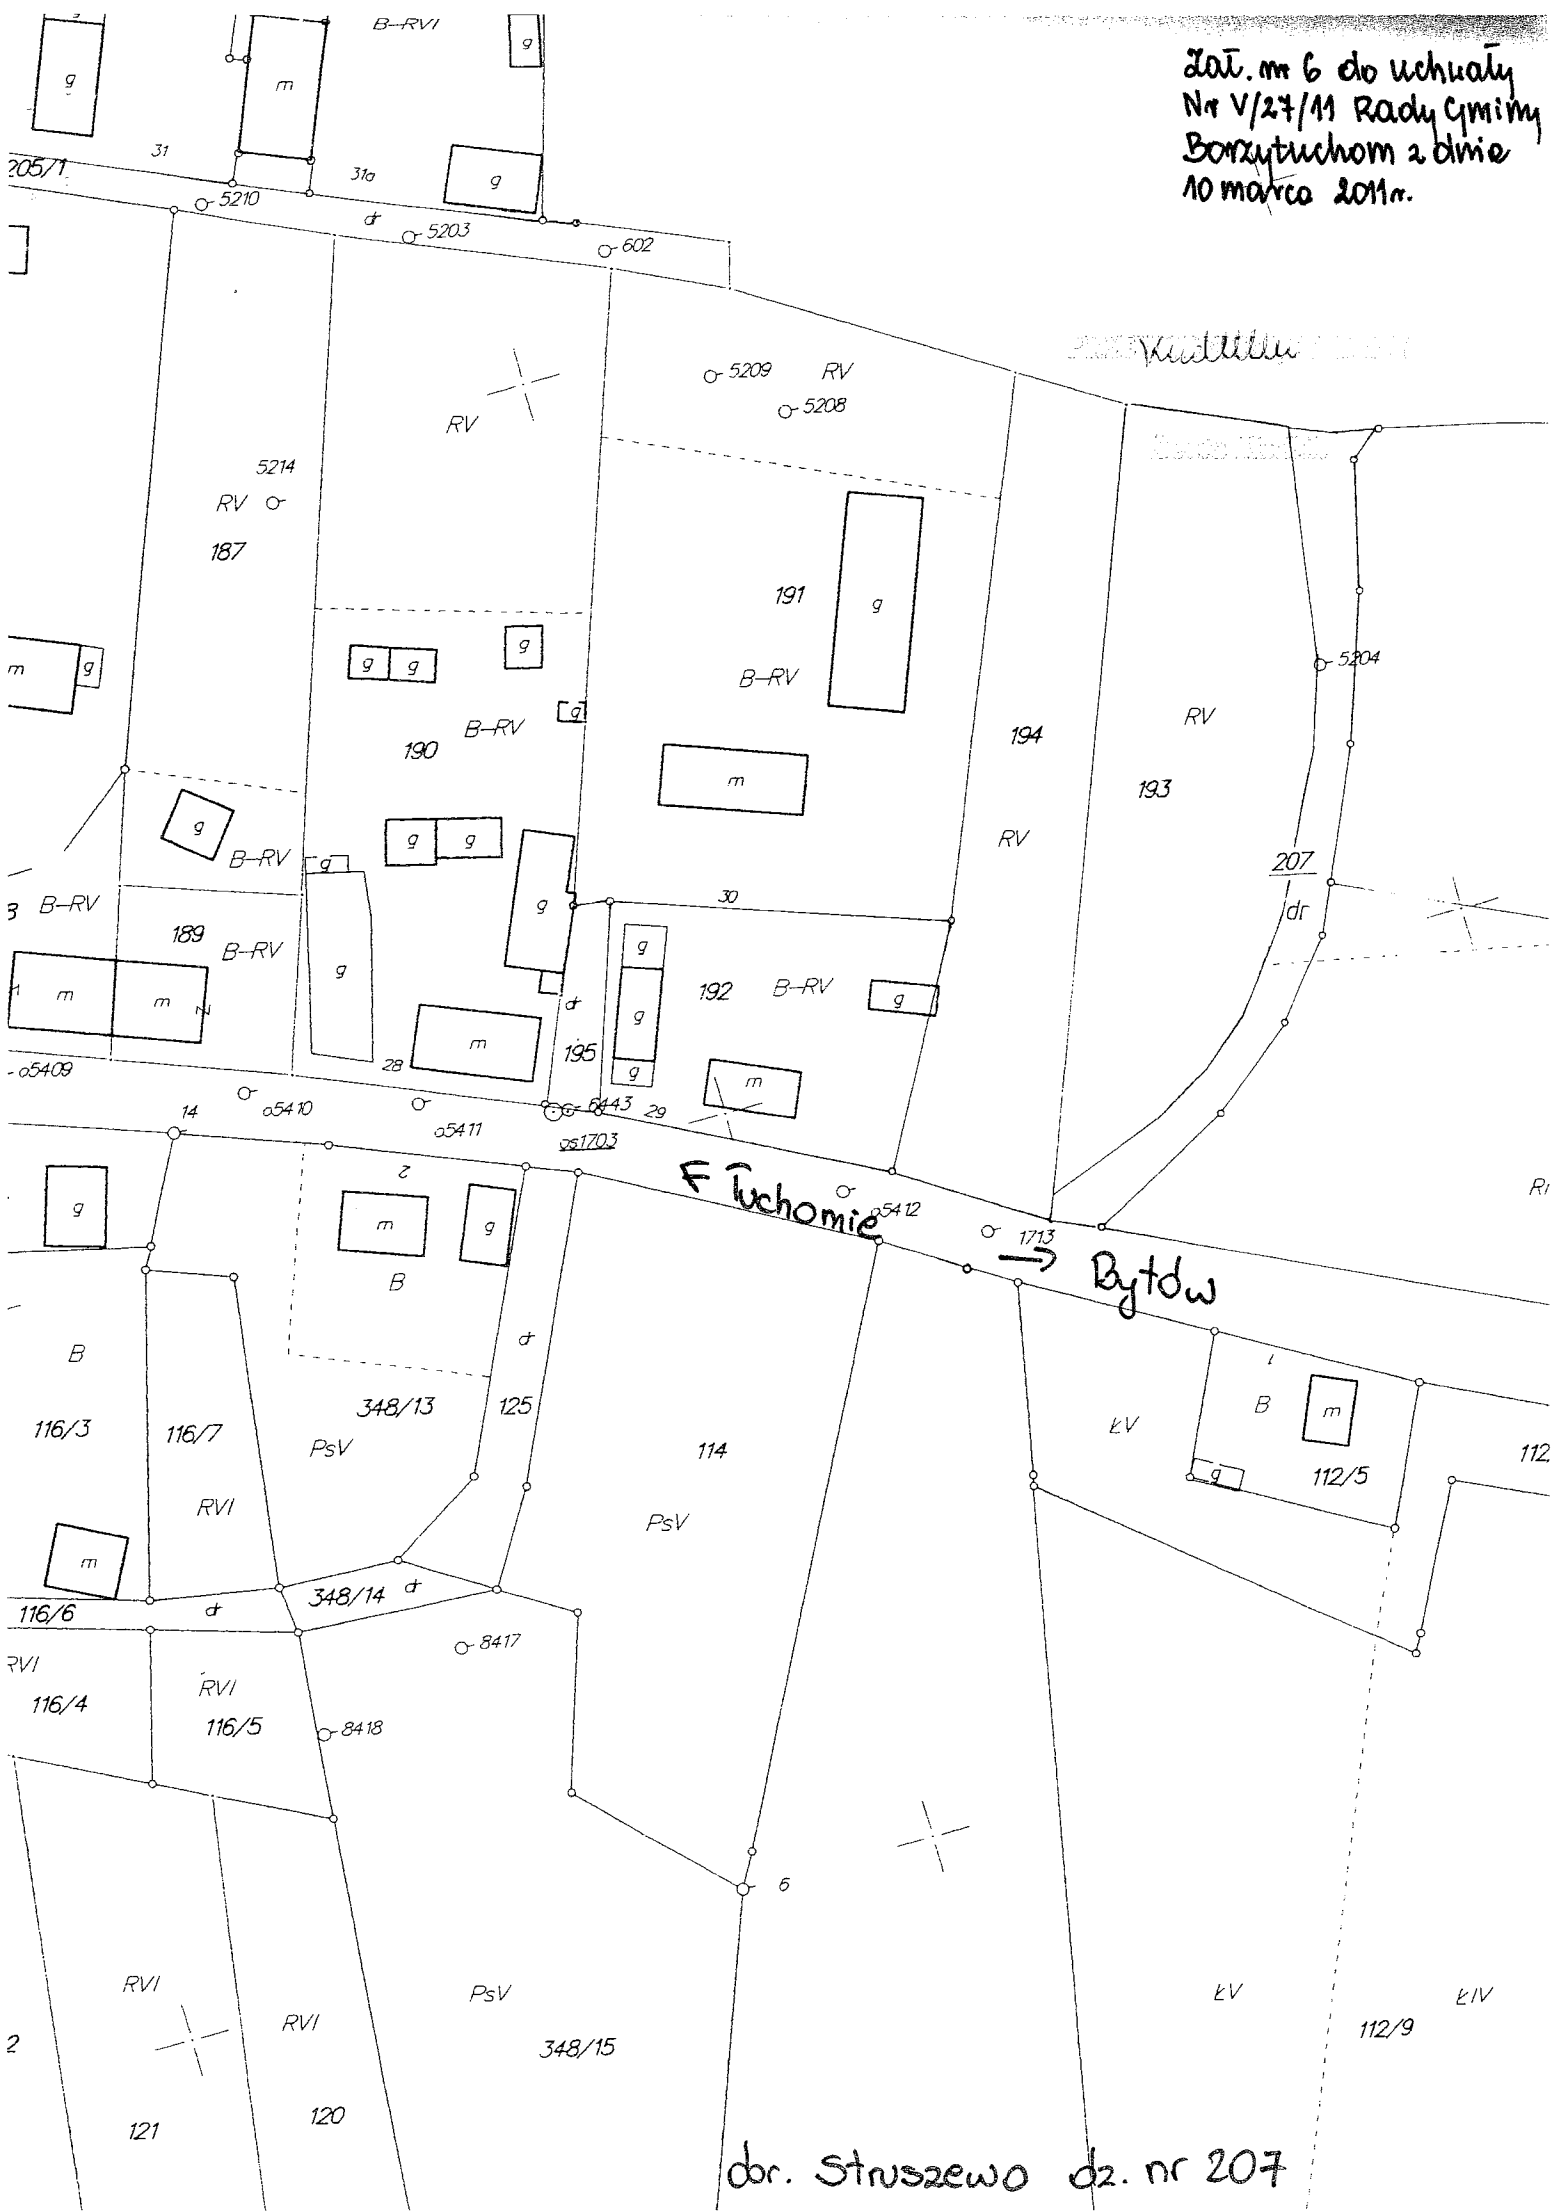 Zał. nr 6 do uchwały
Nr V/27/11 Rady Gminy
Borzytuchom z dnia
10 marca 2011r.
B-RVI
g
g
m
31
31a
g
205/1
5210
dr
5203
602
5209
RV
5208
RV
5214
RV
187
191
g
5204
m
g
g
g
g
B-RV
RV
g
B-RV
190
194
m
193
g
g
g
B-RV
RV
g
207
30
3
B-RV
g
dr
189
B-RV
g
g
192
B-RV
g
m
m
dr
g
m
195
28
g
m
o5409
o5410
14
o5411
6443
29
os1703
2
F Tuchomie
g
m
g
o5412
1713
→ Bytów
B
dr
B
1
B
m
116/3
116/7
348/13
125
114
ŁV
g
112/5
112
PsV
RVI
PsV
m
348/14
dr
116/6
dr
8417
RVI
RVI
116/4
116/5
8418
6
RVI
PsV
ŁV
ŁIV
RVI
2
348/15
112/9
121
120
obr. Struszewo dz. nr 207